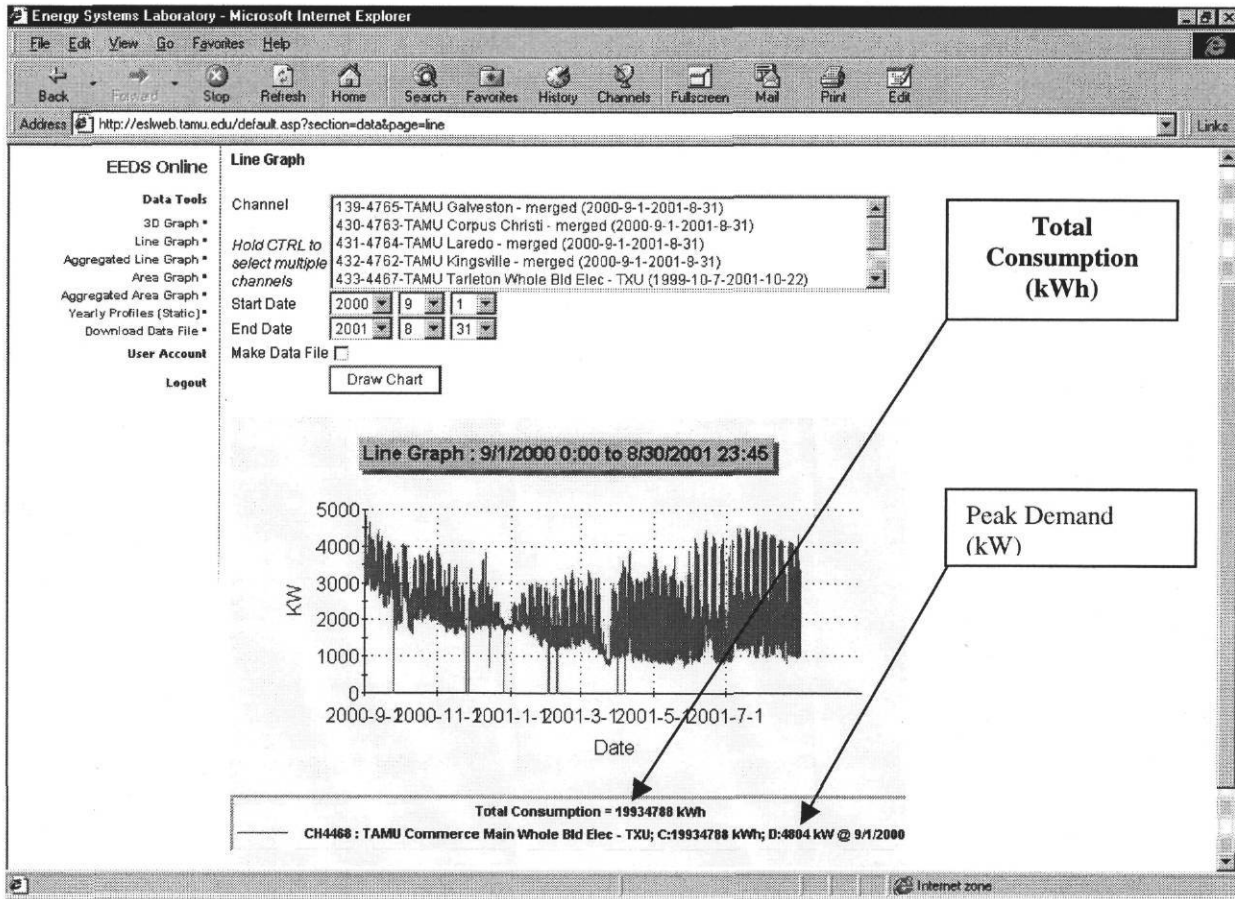 Energy Systems Laboratory - Microsoft Internet Explorer
File Edit View Go Favorites Help
Back Forward Stop Refresh Home Search Favorites History Channels Fullscreen Mail Print Edit
Address http://eslweb.tamu.edu/default.asp?section=data&page=line Links
EEDS Online
Data Tools
3D Graph
Line Graph
Aggregated Line Graph
Area Graph
Aggregated Area Graph
Yearly Profiles (Static)
Download Data File
User Account
Logout
Line Graph
Channel
Hold CTRL to
select multiple
channels
139-4765-TAMU Galveston - merged (2000-9-1-2001-8-31)
430-4763-TAMU Corpus Christi - merged (2000-9-1-2001-8-31)
431-4764-TAMU Laredo - merged (2000-9-1-2001-8-31)
432-4762-TAMU Kingsville - merged (2000-9-1-2001-8-31)
433-4467-TAMU Tarleton Whole Bld Elec - TXU (1999-10-7-2001-10-22)
Start Date 2000 9 1
End Date 2001 8 31
Make Data File
Draw Chart
Total
Consumption
(kWh)
Peak Demand
(kW)
Line Graph : 9/1/2000 0:00 to 8/30/2001 23:45
5000
4000
3000
2000
1000
0
KW
2000-9-1 2000-11-1 2001-1-1 2001-3-1 2001-5-1 2001-7-1
Date
Total Consumption = 19934788 kWh
CH4468 : TAMU Commerce Main Whole Bld Elec - TXU; C:19934788 kWh; D:4804 kW @ 9/1/2000
Internet zone